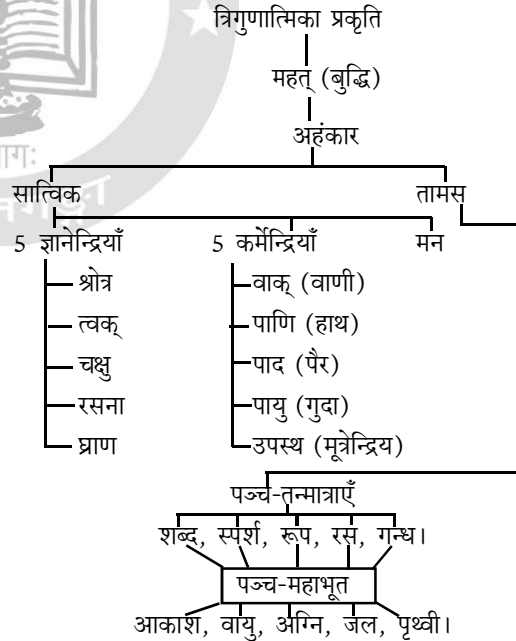 त्रिगुणात्मिका प्रकृति
महत् (बुद्धि)
अहंकार
सात्विक तामस
5 ज्ञानेन्द्रियाँ 5 कर्मेन्द्रियाँ मन
श्रोत्र वाक् (वाणी)
त्वक् पाणि (हाथ)
चक्षु पाद (पैर)
रसना पायु (गुदा)
घ्राण उपस्थ (मूत्रेन्द्रिय)
पञ्च-तन्मात्राएँ
शब्द, स्पर्श, रूप, रस, गन्ध।
पञ्च-महाभूत
आकाश, वायु, अग्नि, जल, पृथ्वी।